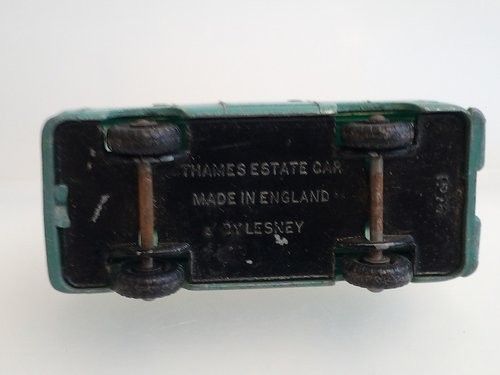 THAMES ESTATE CAR
MADE IN ENGLAND
BY LESNEY